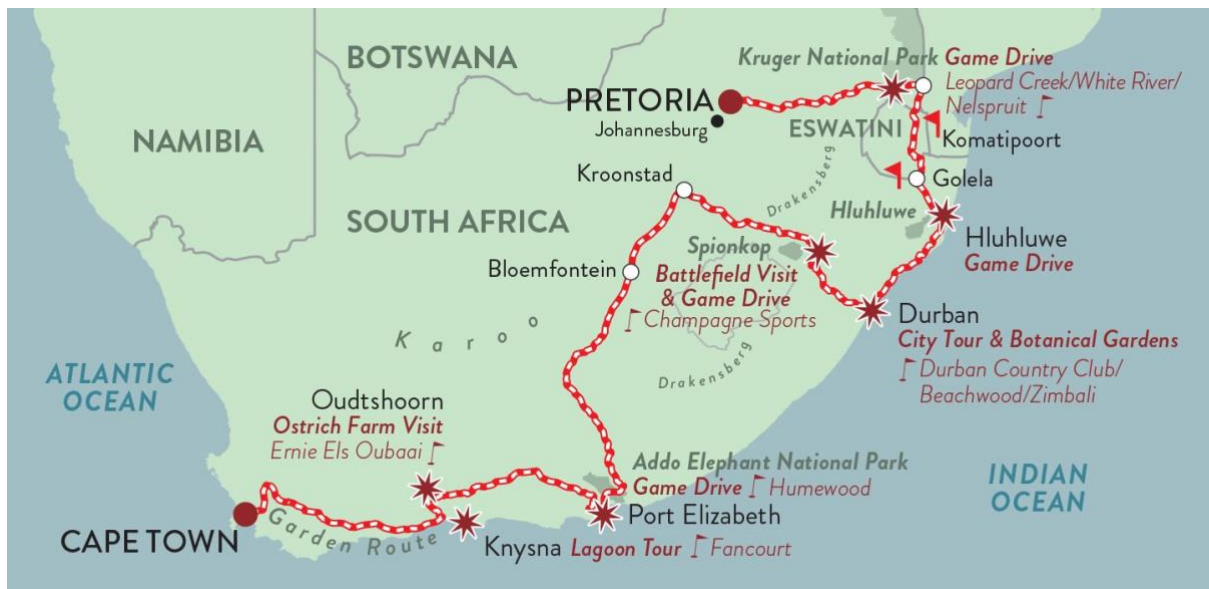 BOTSWANA
NAMIBIA
SOUTH AFRICA
PRETORIA
Johannesburg
Kruger National Park Game Drive
Leopard Creek/White River/
Nelspruit
ESWATINI
Komatipoort
Golela
Drakensberg
Hluhluwe
Hluhluwe
Game Drive
Kroonstad
Spionkop
Battlefield Visit
& Game Drive
Champagne Sports
Bloemfontein
Durban
City Tour & Botanical Gardens
Durban Country Club/
Beachwood/Zimbali
Drakensberg
Karoo
ATLANTIC
OCEAN
Oudtshoorn
Ostrich Farm Visit
Ernie Els Oubaai
Addo Elephant National Park
Game Drive Humewood
Port Elizabeth
INDIAN
OCEAN
CAPE TOWN
Garden Route
Knysna Lagoon Tour Fancourt